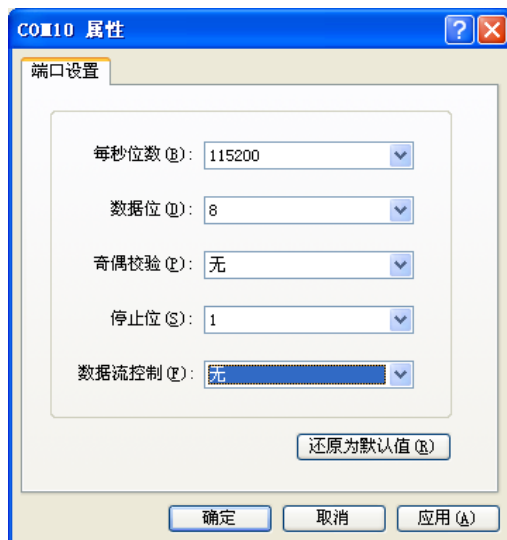 COM10 属性
端口设置
每秒位数(B): 115200
数据位(D): 8
奇偶校验(P): 无
停止位(S): 1
数据流控制(F): 无
还原为默认值(R)
确定 取消 应用(A)